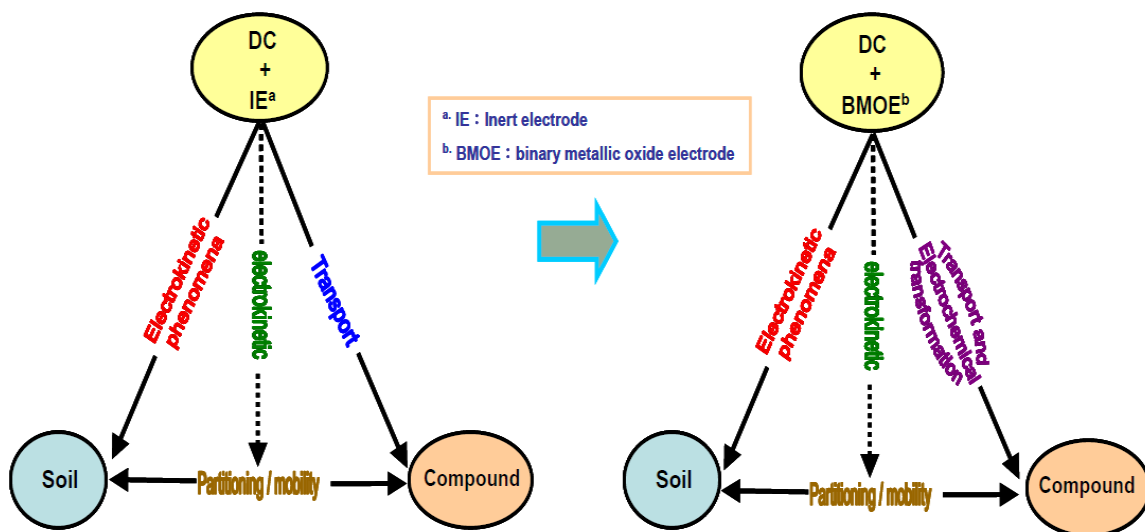 DC
+
IEᵃ
Electrokinetic
phenomena
electrokinetic
Transport
Soil
Partitioning / mobility
Compound
a. IE : Inert electrode
b. BMOE : binary metallic oxide electrode
DC
+
BMOEᵇ
Electrokinetic
phenomena
electrokinetic
Transport and
Electrochemical
transformation
Soil
Partitioning / mobility
Compound